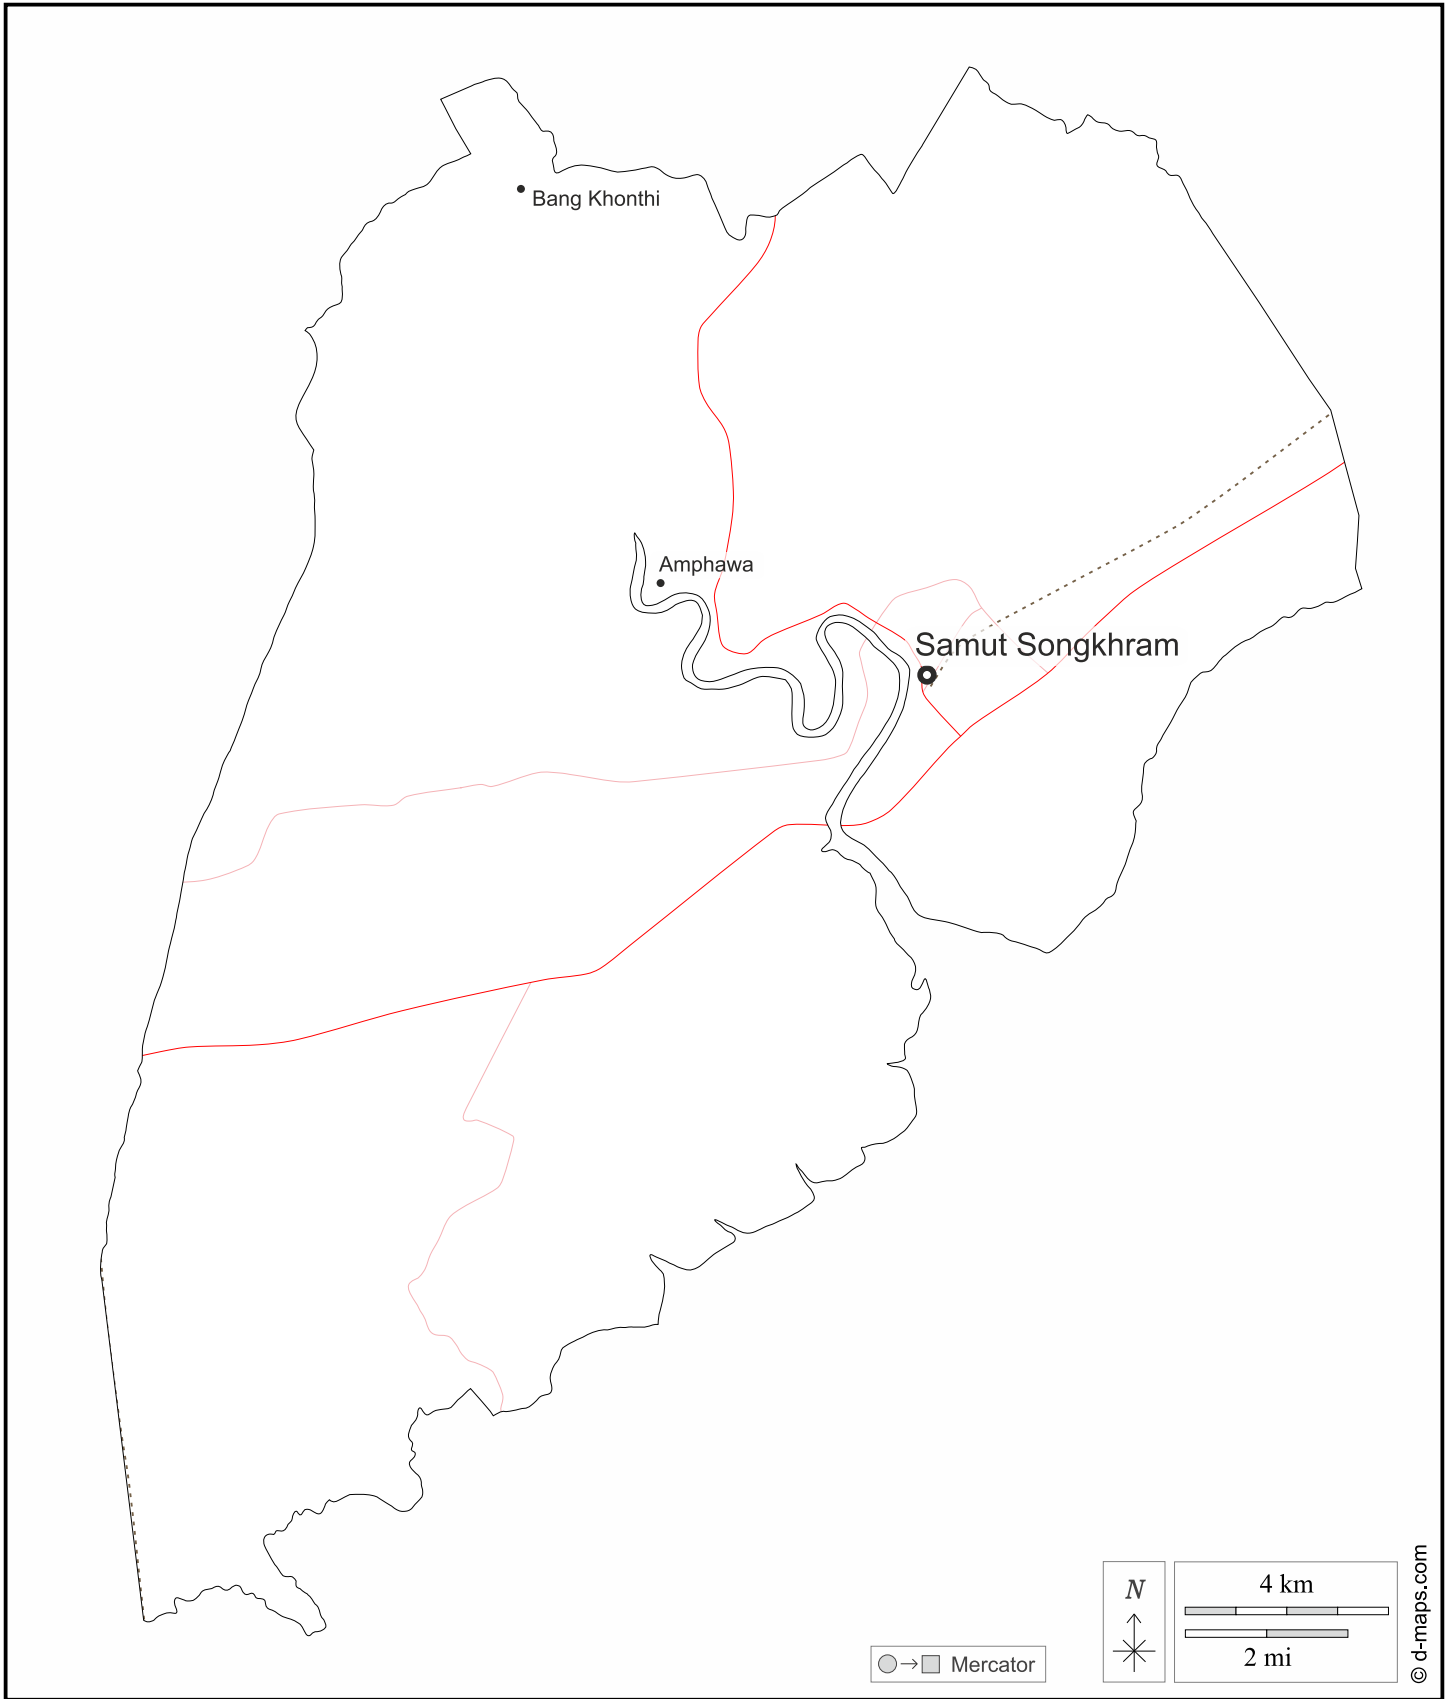 Bang Khonthi
Amphawa
Samut Songkhram
N
4 km
2 mi
Mercator
© d-maps.com